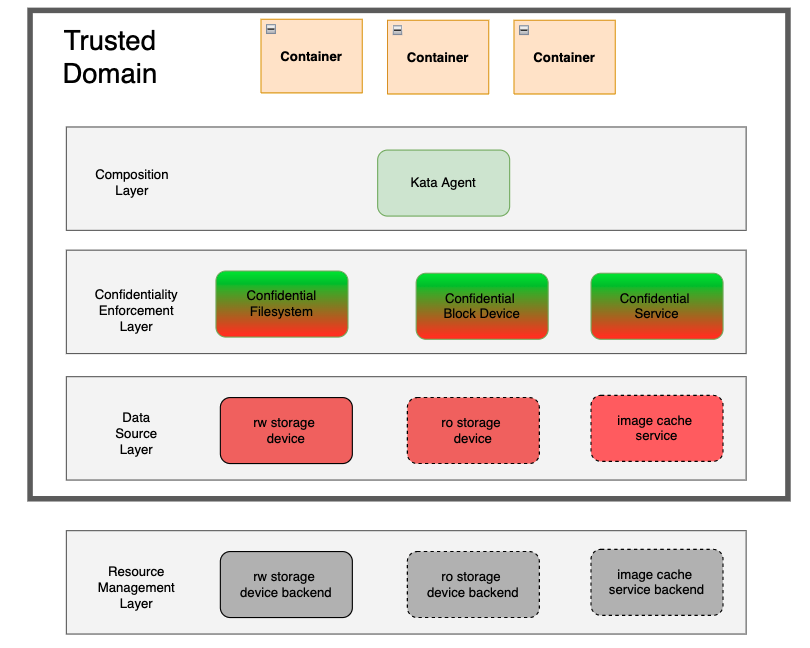 Trusted
Domain
Container
Container
Container
Composition
Layer
Kata Agent
Confidentiality
Enforcement
Layer
Confidential
Filesystem
Confidential
Block Device
Confidential
Service
Data
Source
Layer
rw storage
device
ro storage
device
image cache
service
Resource
Management
Layer
rw storage
device backend
ro storage
device backend
image cache
service backend